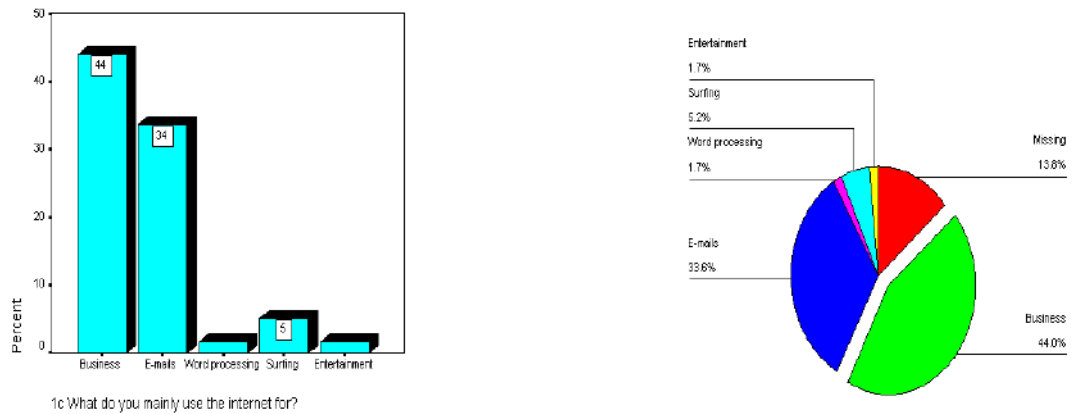 50
40
30
20
10
0
Percent
44
34
5
Business E-mails Word processing Surfing Entertainment
1c What do you mainly use the internet for?
Entertainment
1.7%
Surfing
5.2%
Word processing
1.7%
E-mails
33.6%
Missing
13.8%
Business
44.0%